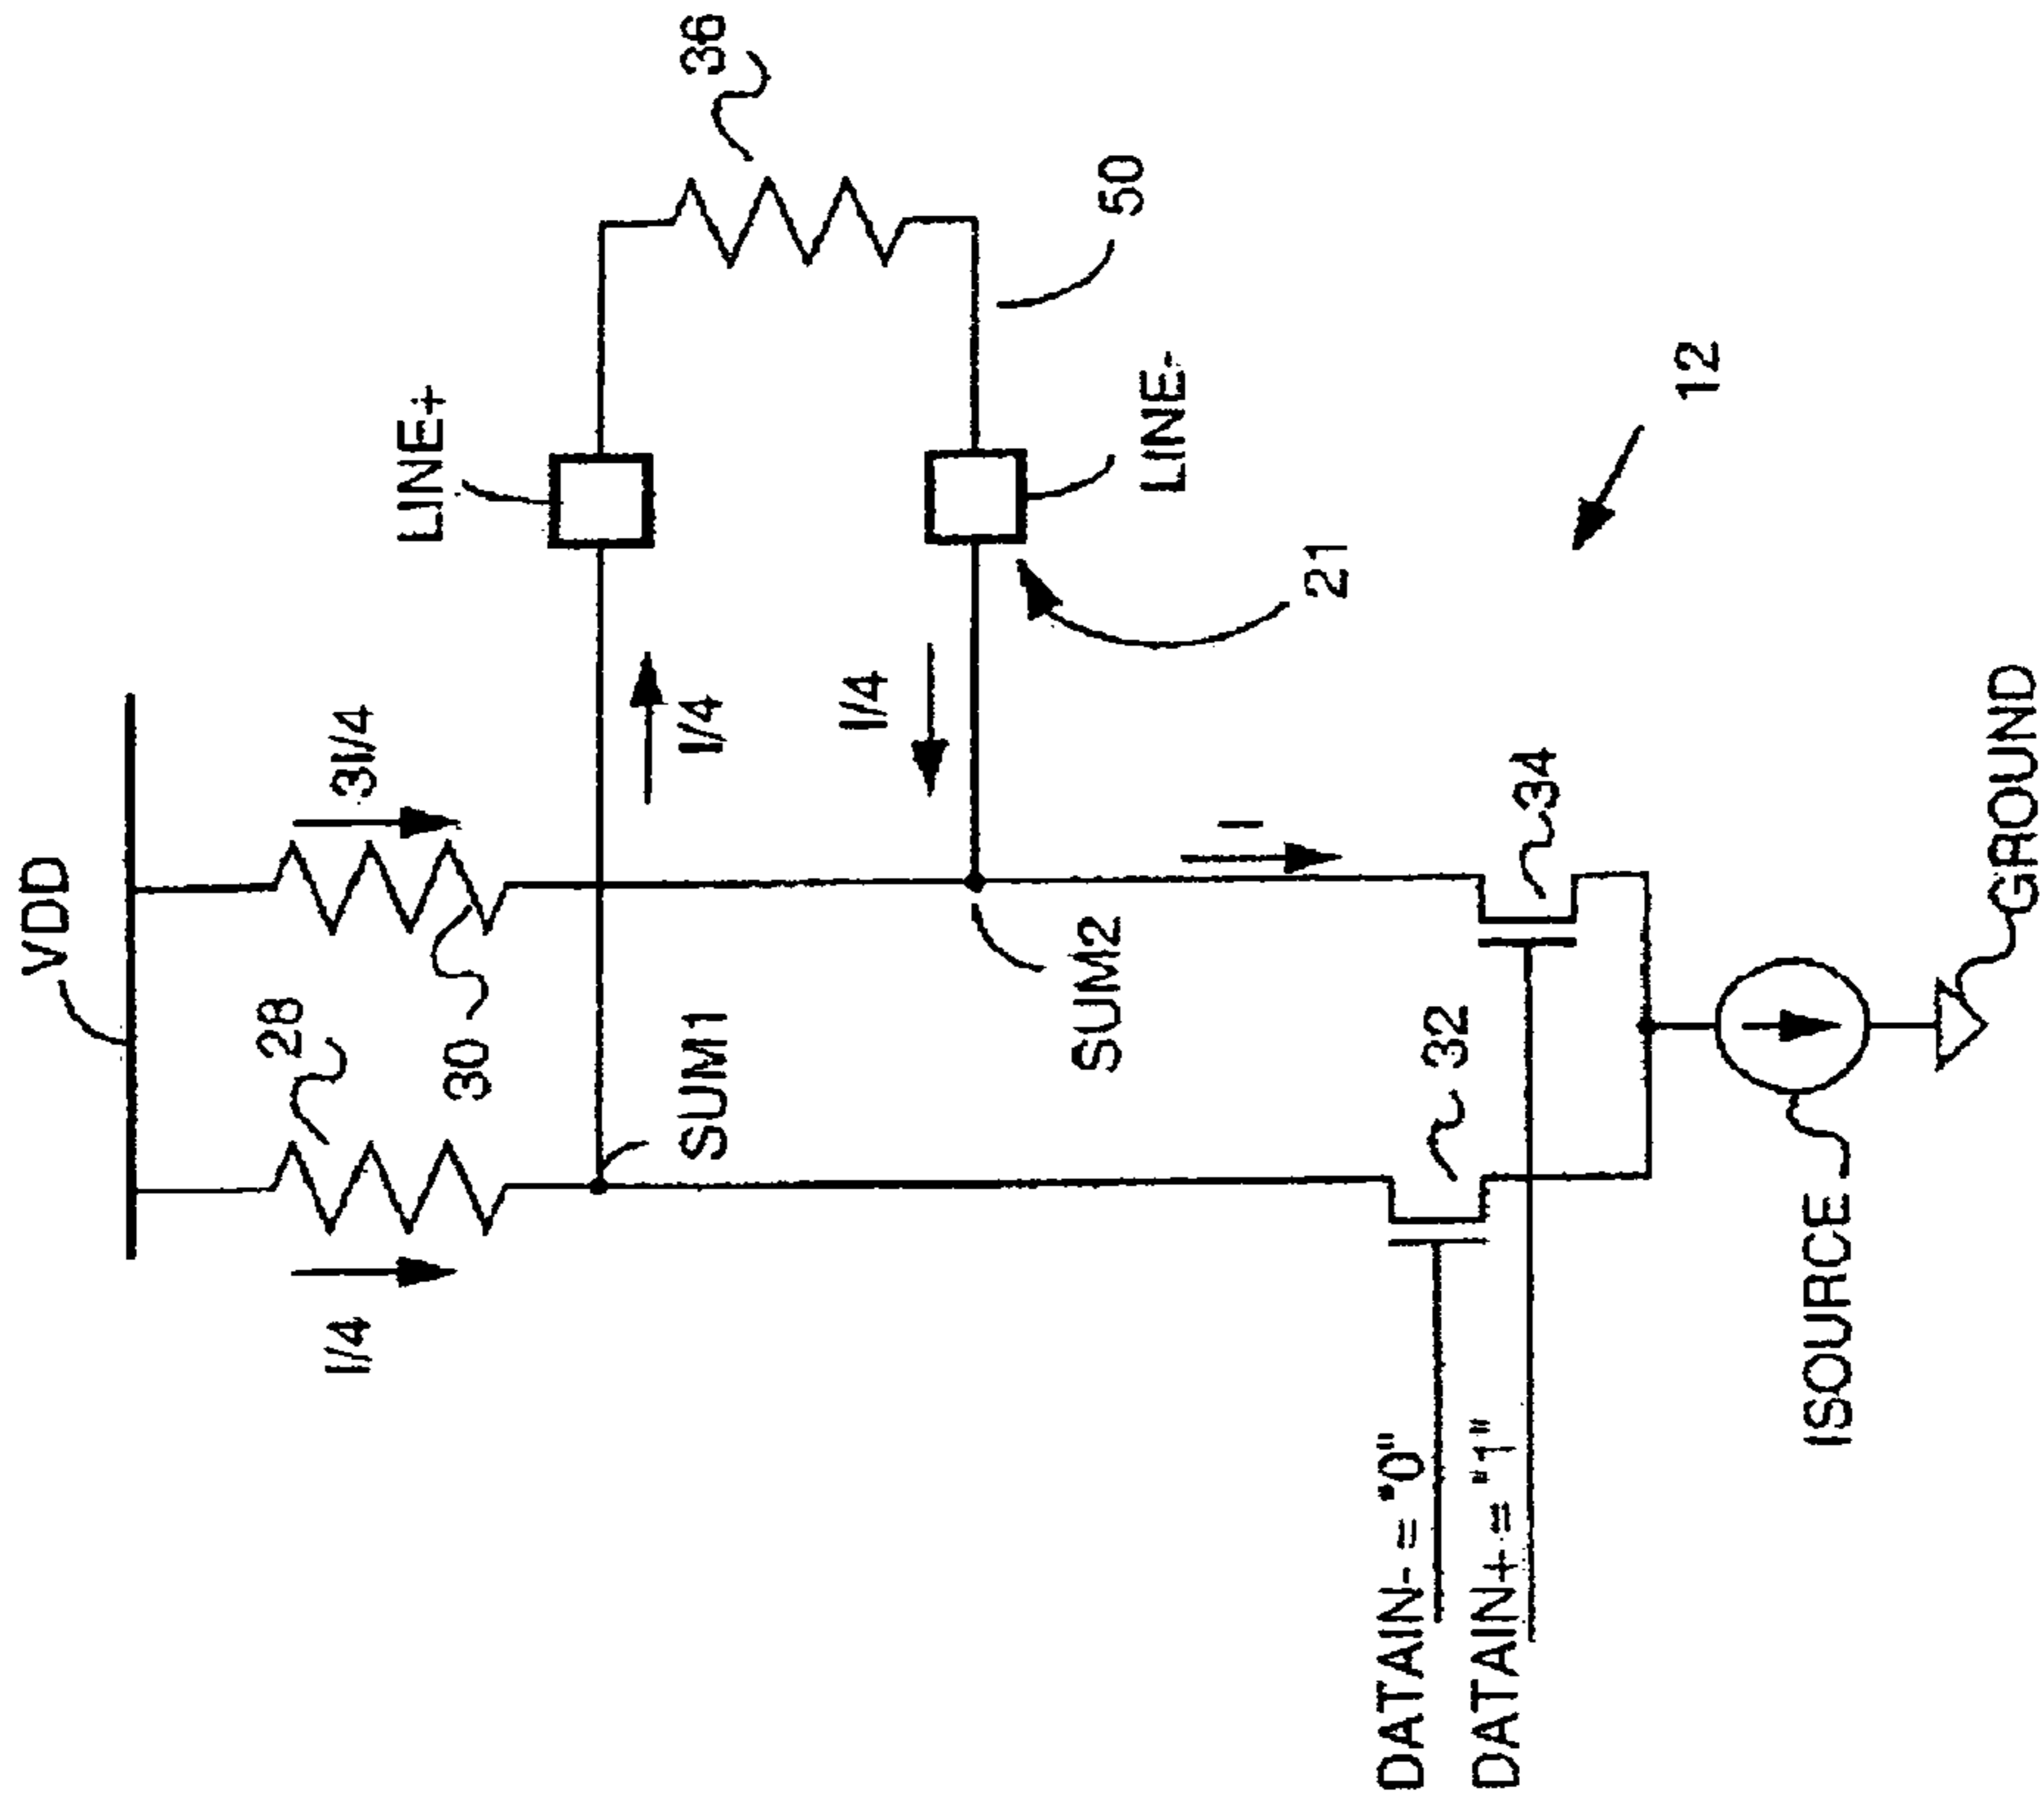 VDD
36
3I/4
28
30
I/4
LINE+
50
I/4
I/4
LINE-
SUM1
SUM2
21
12
I
34
32
DATAIN- = "0"
DATAIN+ = "1"
ISOURCE
GROUND